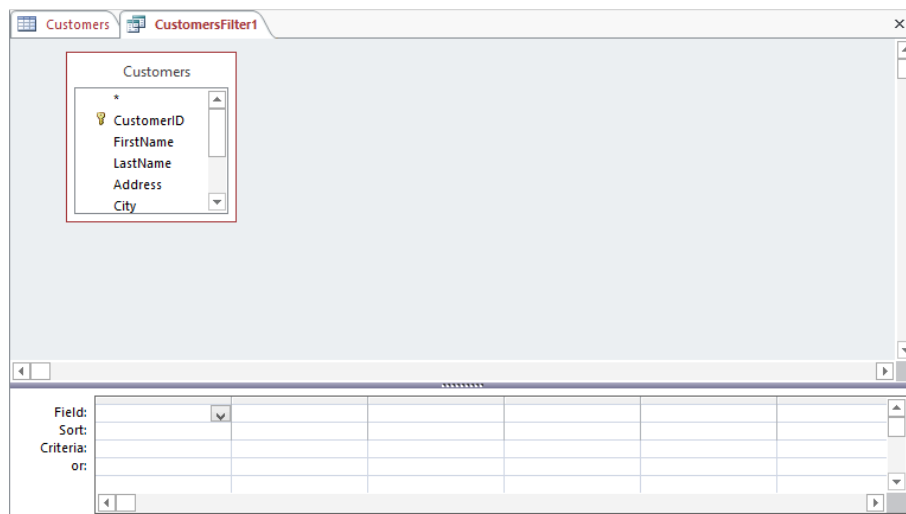 Customers CustomersFilter1
Customers
*
CustomerID
FirstName
LastName
Address
City
Field:
Sort:
Criteria:
or: